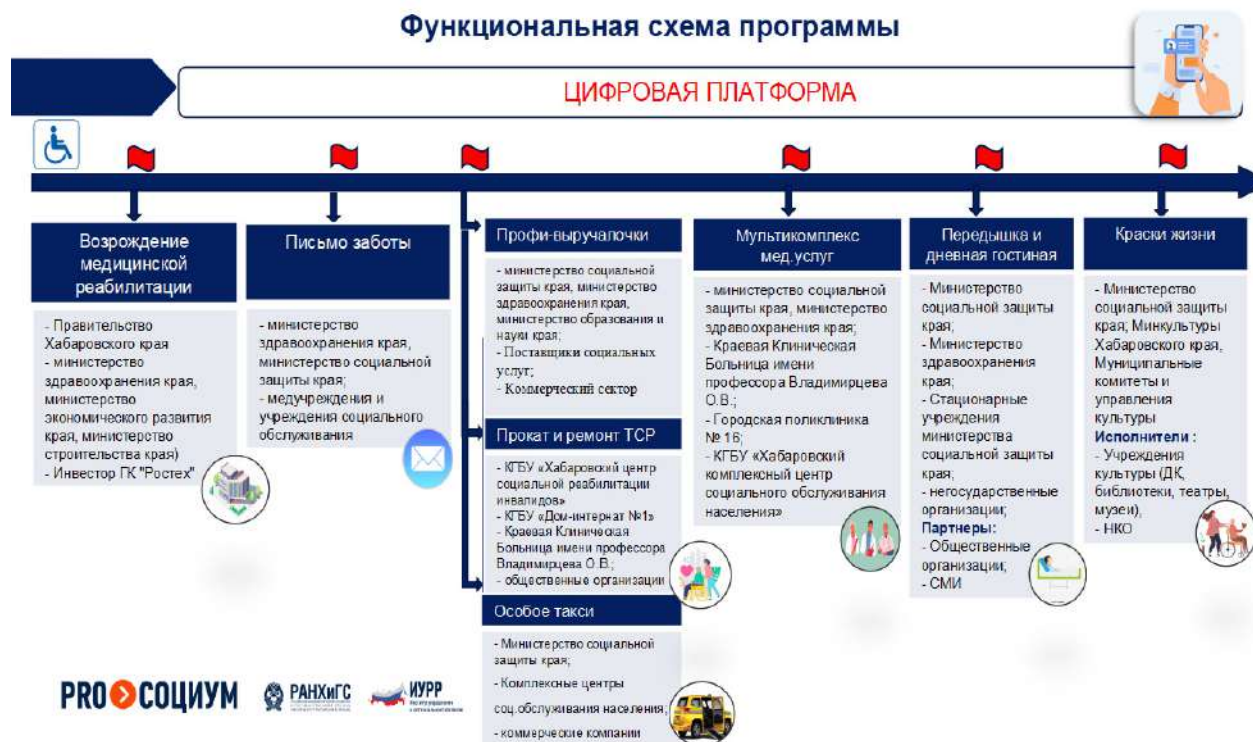 Функциональная схема программы
ЦИФРОВАЯ ПЛАТФОРМА
Возрождение
медицинской
реабилитации
- Правительство
Хабаровского края
- министерство
здравоохранения края,
министерство
экономического развития
края, министерство
строительства края)
- Инвестор ГК "Ростех"
Письмо заботы
- министерство
здравоохранения края,
министерство социальной
защиты края;
- медучреждения и
учреждения социального
обслуживания
Профи-выручалочки
- министерство социальной
защиты края, министерство
здравоохранения края,
министерство образования и
науки края;
- Поставщики социальных
услуг;
- Коммерческий сектор
Прокат и ремонт ТСР
- КГБУ «Хабаровский центр
социальной реабилитации
инвалидов»
- КГБУ «Дом-интернат №1»
- Краевая Клиническая
Больница имени профессора
Владимирцева О.В.;
- общественные организации
Особое такси
- Министерство социальной
защиты края;
- Комплексные центры
соц.обслуживания населения;
- коммерческие компании
Мультикомплекс
мед.услуг
- министерство социальной
защиты края, министерство
здравоохранения края;
- Краевая Клиническая
Больница имени
профессора Владимирцева
О.В.;
- Городская поликлиника
№ 16;
- КГБУ «Хабаровский
комплексный центр
социального обслуживания
населения»
Передышка и
дневная гостиная
- Министерство
социальной защиты
края;
- Министерство
здравоохранения
края;
- Стационарные
учреждения
министерства
социальной защиты
края;
- негосударственные
организации;
Партнеры:
- Общественные
организации;
- СМИ
Краски жизни
- Министерство
социальной защиты
края; Минкультуры
Хабаровского края,
Муниципальные
комитеты и
управления
культуры
Исполнители :
- Учреждения
культуры (ДК,
библиотеки, театры,
музеи),
- НКО
PRO СОЦИУМ
РАНХиГС
ИУРР